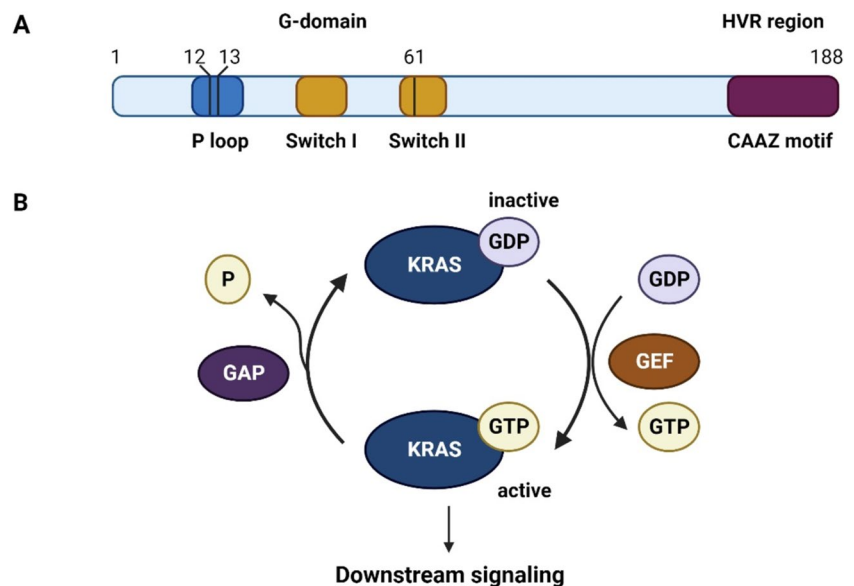 A
G-domain
HVR region
1
12
13
61
188
P loop
Switch I
Switch II
CAAZ motif
B
inactive
KRAS
GDP
P
GDP
GAP
GEF
KRAS
GTP
GTP
active
Downstream signaling